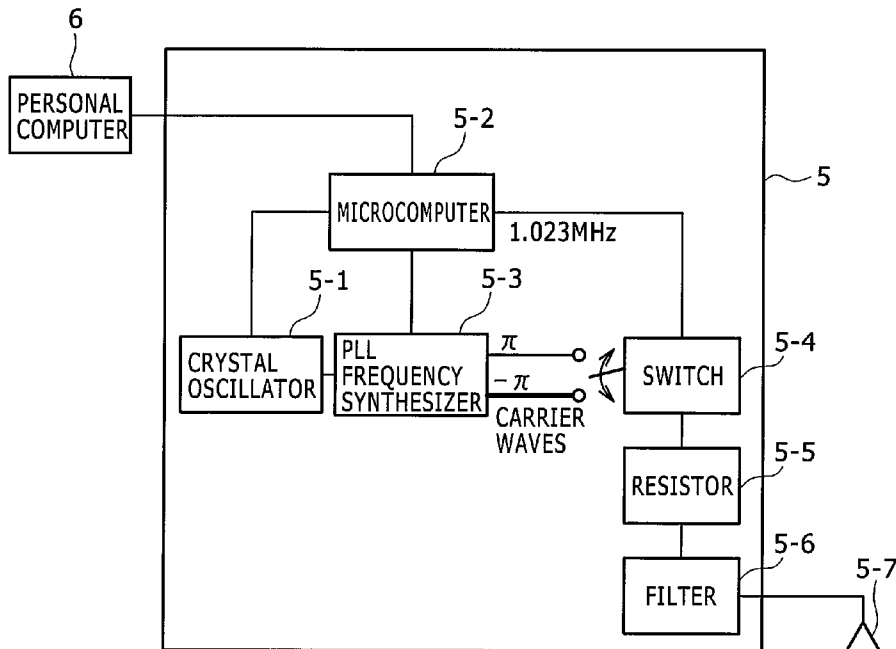 6
PERSONAL
COMPUTER
5-2
5
MICROCOMPUTER
1.023MHz
5-1
5-3
5-4
CRYSTAL
OSCILLATOR
PLL
FREQUENCY
SYNTHESIZER
π
-π
CARRIER
WAVES
SWITCH
5-5
RESISTOR
5-6
FILTER
5-7